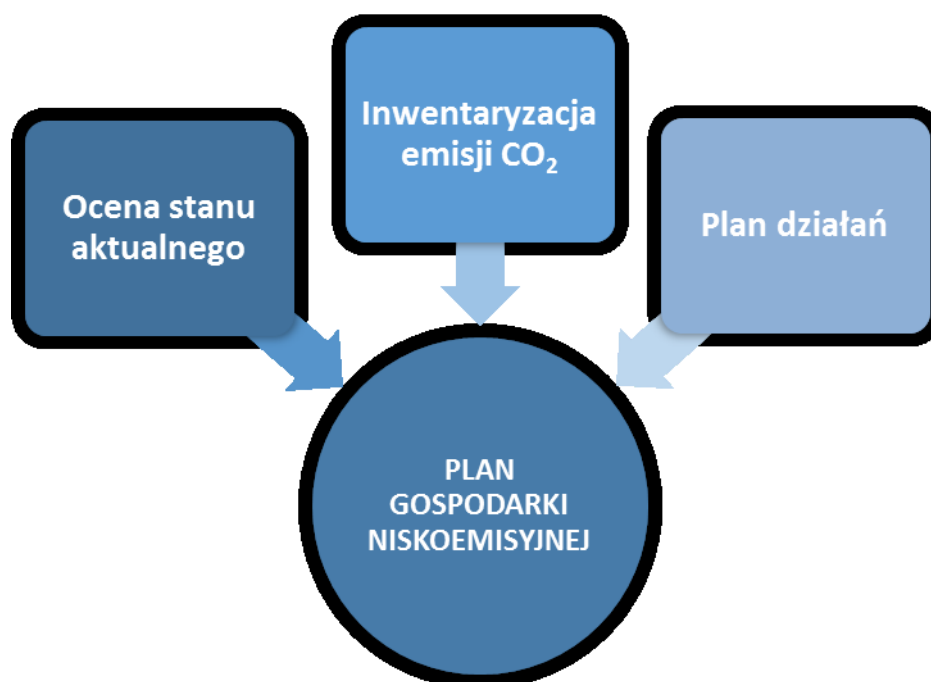 Ocena stanu
aktualnego
Inwentaryzacja
emisji CO₂
Plan działań
PLAN
GOSPODARKI
NISKOEMISYJNEJ